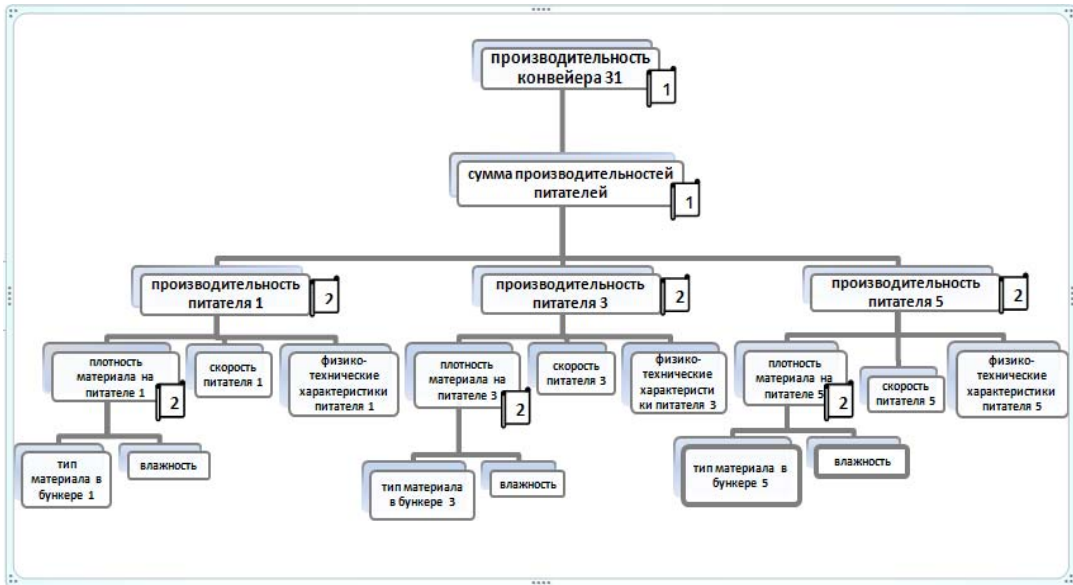 производительность
конвейера 31
1
сумма производительностей
питателей
1
производительность
питателя 1
2
производительность
питателя 3
2
производительность
питателя 5
2
плотность
материала на
питателе 1
2
скорость
питателя 1
физико-
технические
характеристики
питателя 1
плотность
материала на
питателе 3
2
скорость
питателя 3
физико-
технические
характеристи
ки питателя 3
плотность
материала на
питателе 5
2
скорость
питателя 5
физико-
технические
характеристики
питателя 5
тип
материала в
бункере 1
влажность
тип материала
в бункере 3
влажность
тип материала в
бункере 5
влажность